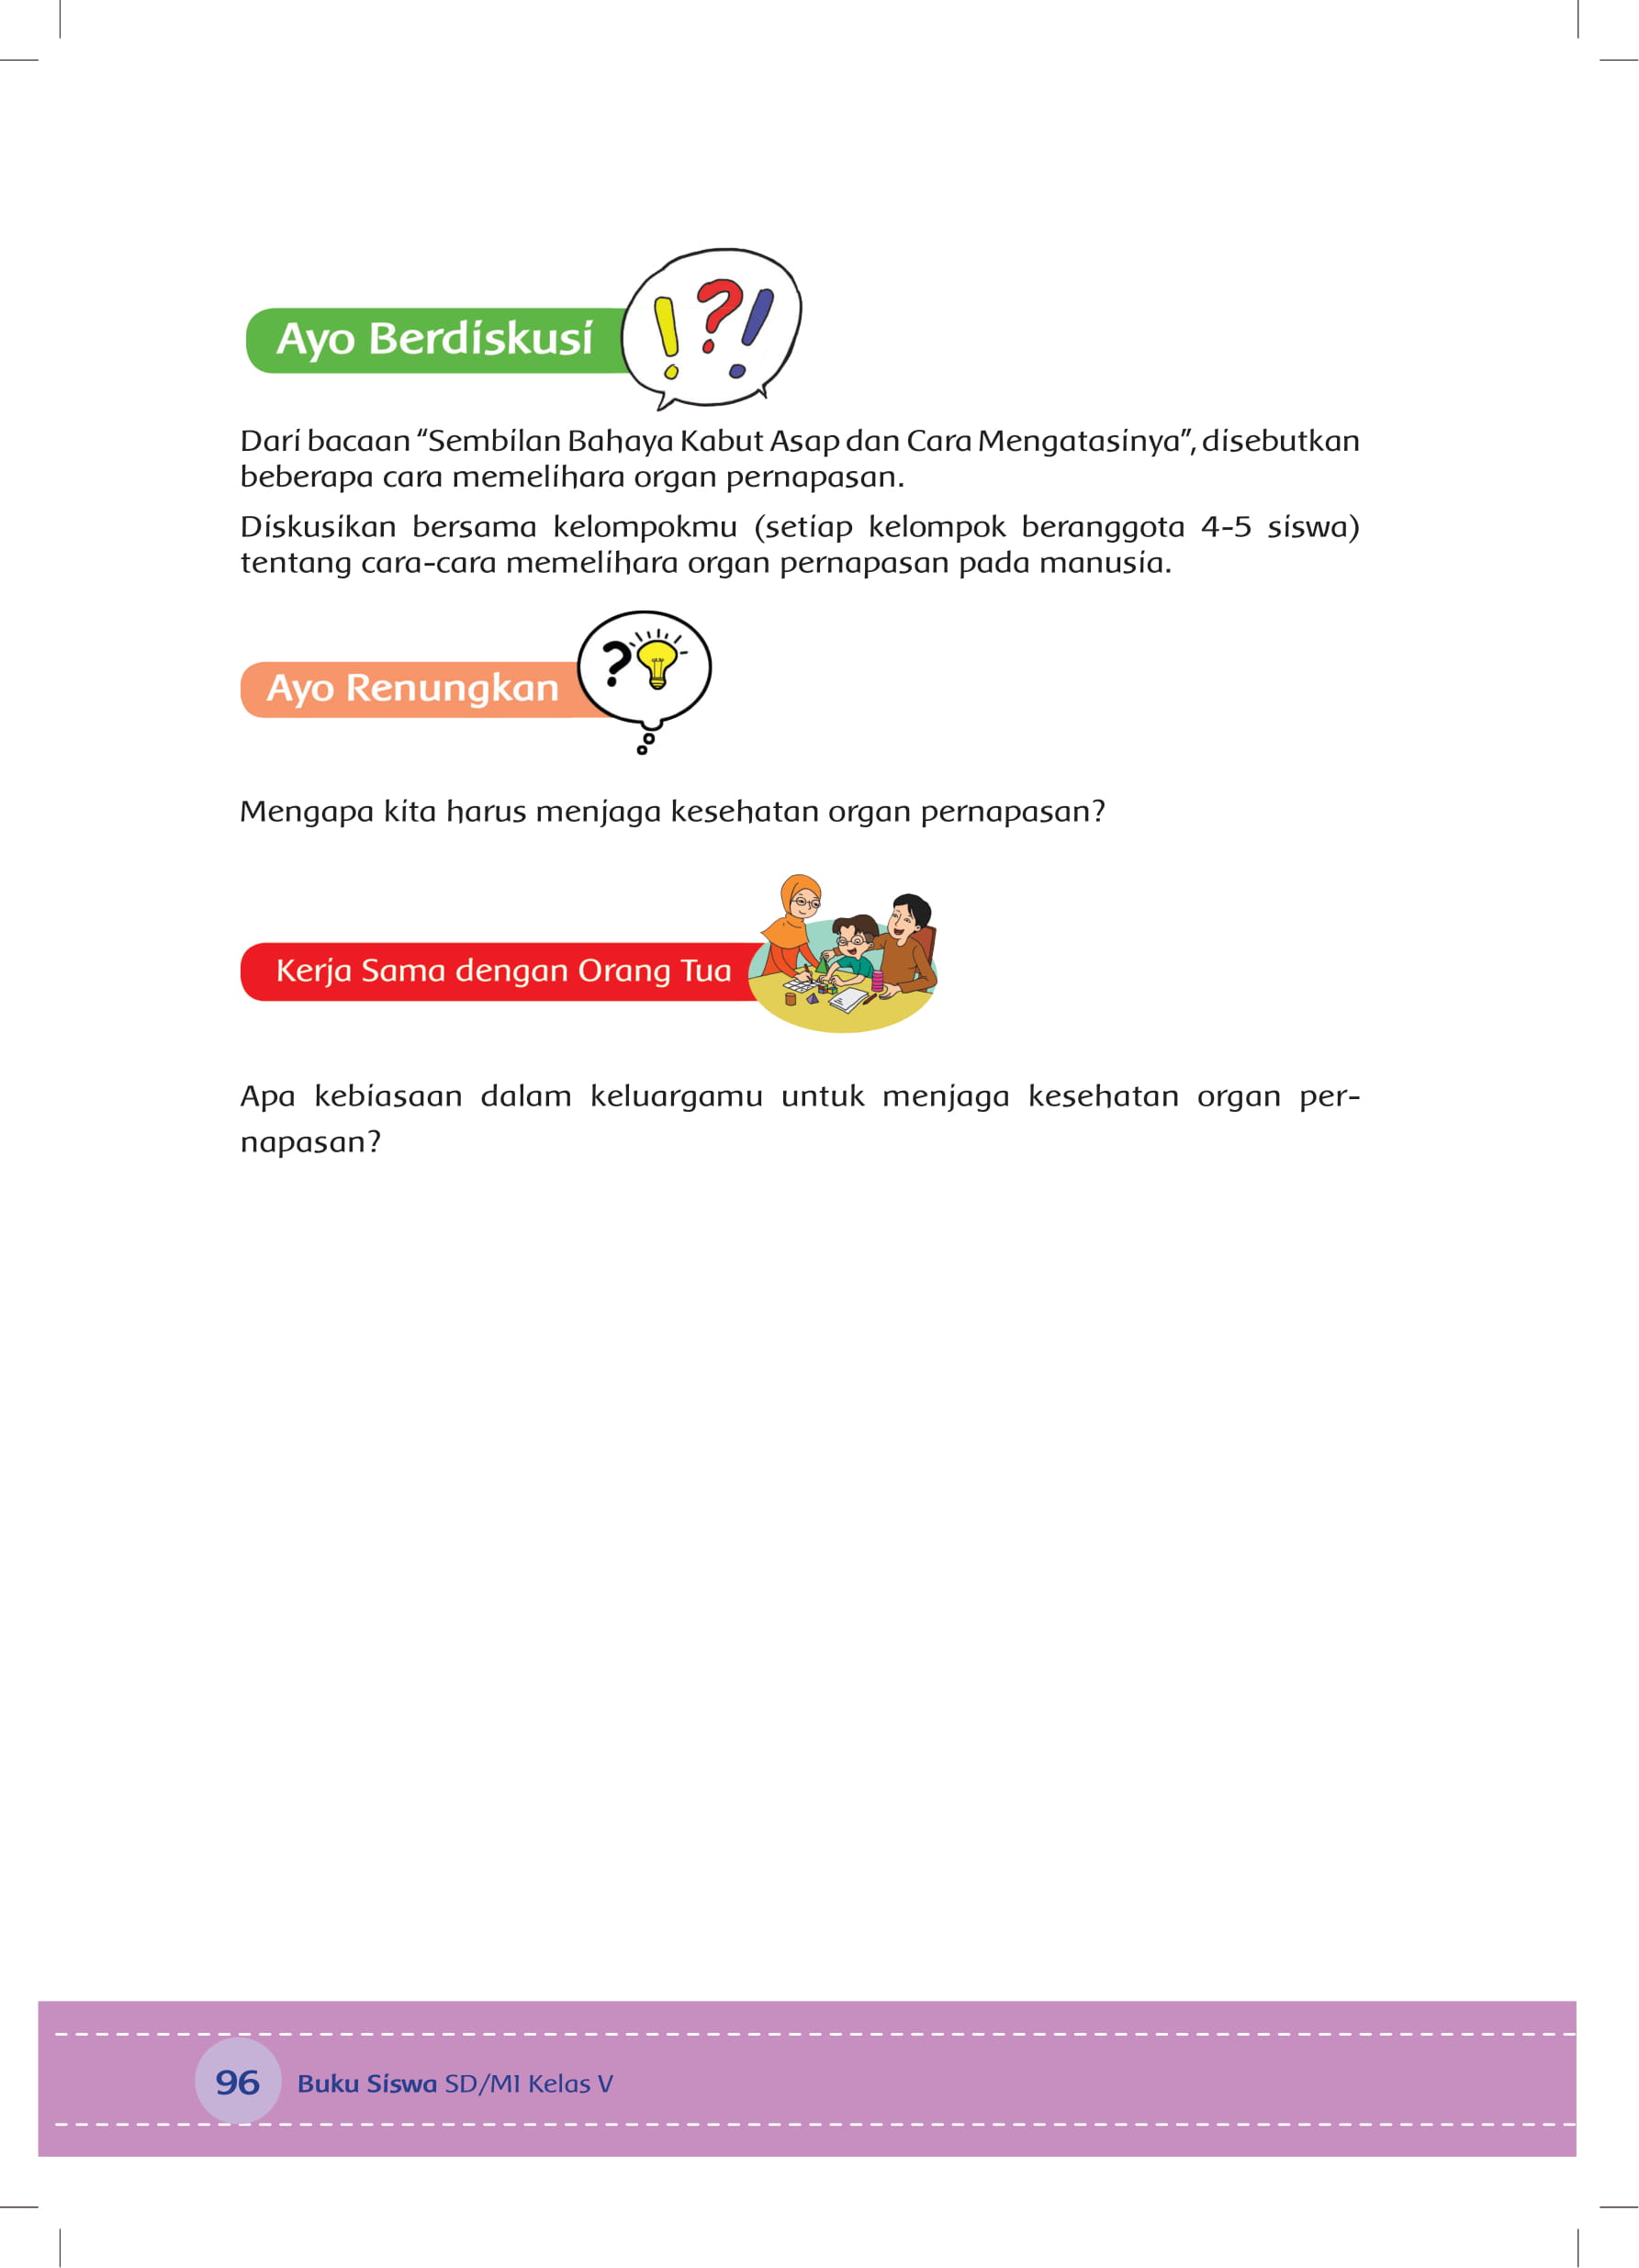 Ayo Berdiskusi
Dari bacaan “Sembilan Bahaya Kabut Asap dan Cara Mengatasinya”, disebutkan
beberapa cara memelihara organ pernapasan.
Diskusikan bersama kelompokmu (setiap kelompok beranggota 4-5 siswa)
tentang cara-cara memelihara organ pernapasan pada manusia.
Ayo Renungkan
Mengapa kita harus menjaga kesehatan organ pernapasan?
Kerja Sama dengan Orang Tua
Apa kebiasaan dalam keluargamu untuk menjaga kesehatan organ per-
napasan?
96 Buku Siswa SD/MI Kelas V